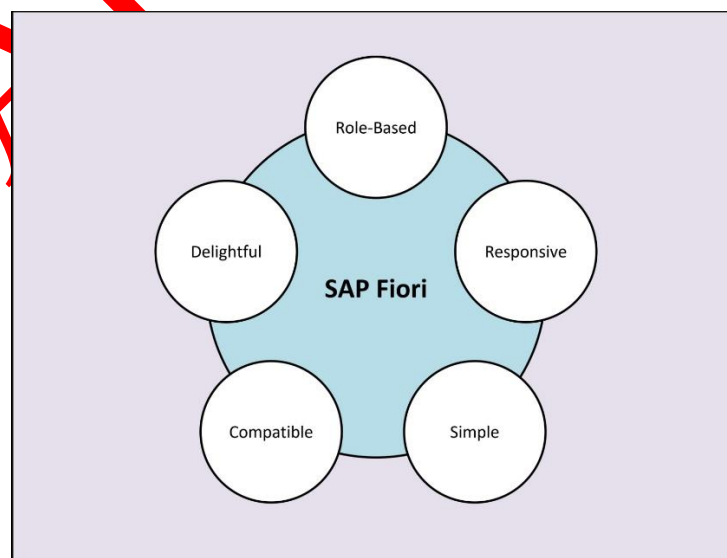 Role-Based
Delightful
Responsive
SAP Fiori
Compatible
Simple